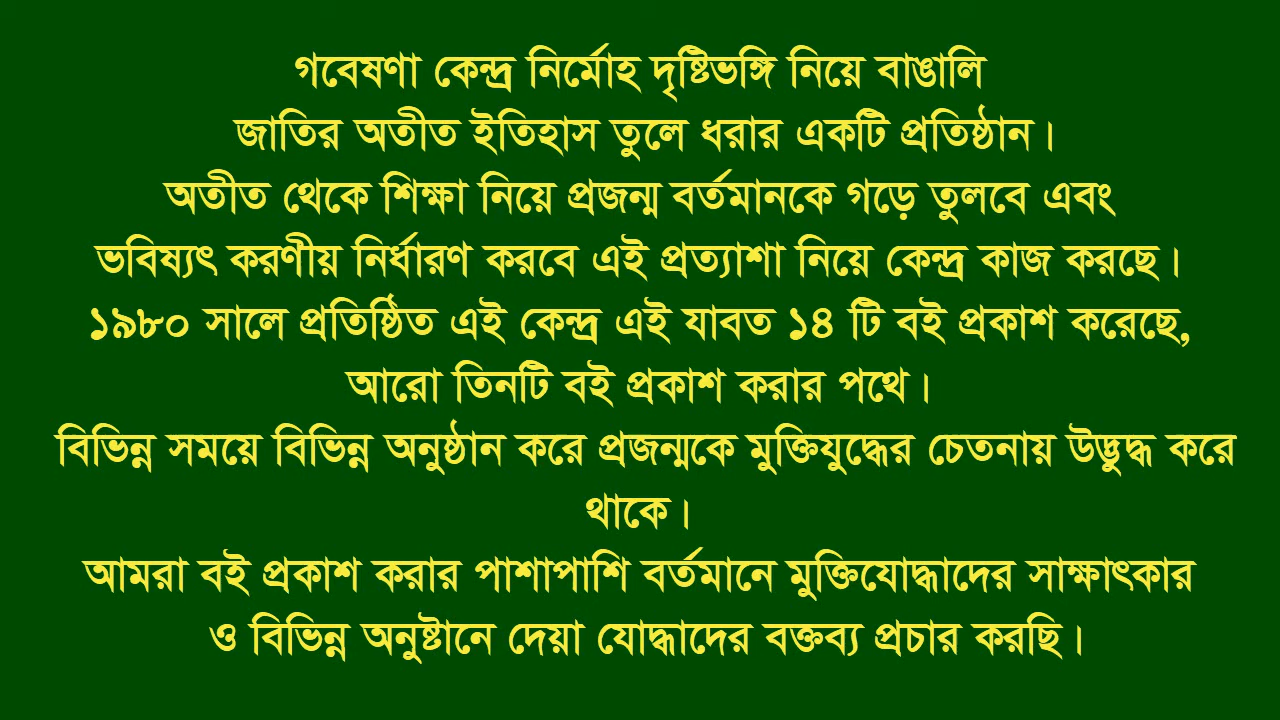 গবেষণা কেন্দ্র নির্মোহ দৃষ্টিভঙ্গি নিয়ে বাঙালি
জাতির অতীত ইতিহাস তুলে ধরার একটি প্রতিষ্ঠান।
অতীত থেকে শিক্ষা নিয়ে প্রজন্ম বর্তমানকে গড়ে তুলবে এবং
ভবিষ্যৎ করণীয় নির্ধারণ করবে এই প্রত্যাশা নিয়ে কেন্দ্র কাজ করছে।
১৯৮০ সালে প্রতিষ্ঠিত এই কেন্দ্র এই যাবত ১৪ টি বই প্রকাশ করেছে,
আরো তিনটি বই প্রকাশ করার পথে।
বিভিন্ন সময়ে বিভিন্ন অনুষ্ঠান করে প্রজন্মকে মুক্তিযুদ্ধের চেতনায় উদ্ভুদ্ধ করে
থাকে।
আমরা বই প্রকাশ করার পাশাপাশি বর্তমানে মুক্তিযোদ্ধাদের সাক্ষাৎকার
ও বিভিন্ন অনুষ্টানে দেয়া যোদ্ধাদের বক্তব্য প্রচার করছি।